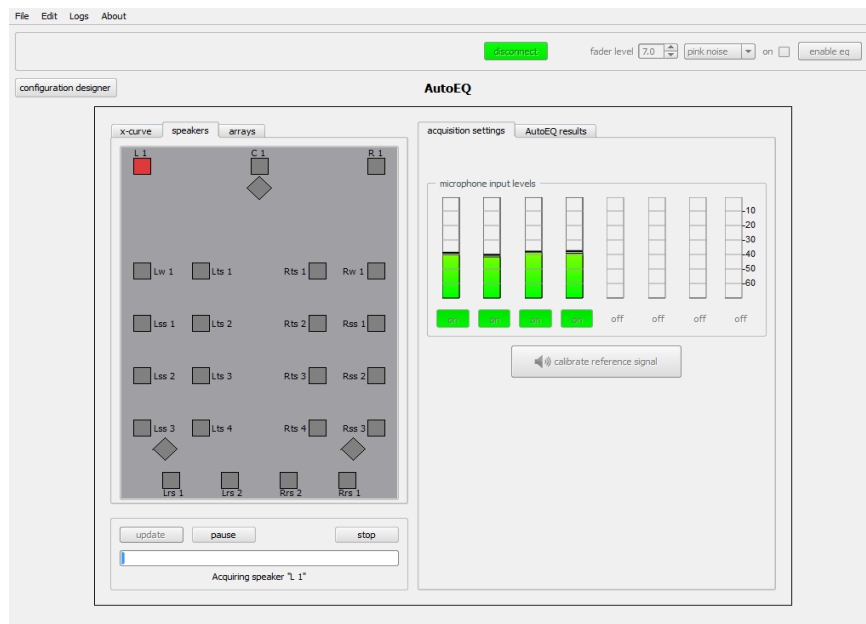 File Edit Logs About
disconnect fader level 7.0 pink noise on enable eq
configuration designer AutoEQ
x-curve speakers arrays acquisition settings AutoEQ results
L 1 C 1 R 1
microphone input levels
-10
-20
-30
-40
-50
-60
Lw 1 Lts 1 Rts 1 Rw 1
on on on on off off off off
Lss 1 Lts 2 Rts 2 Rss 1
calibrate reference signal
Lss 2 Lts 3 Rts 3 Rss 2
Lss 3 Lts 4 Rts 4 Rss 3
Lrs 1 Lrs 2 Rrs 2 Rrs 1
update pause stop
Acquiring speaker "L 1"